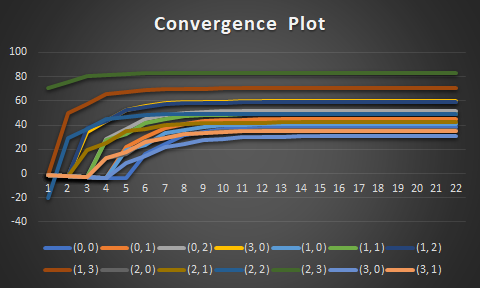 Convergence Plot
100
80
60
40
20
0
-20
-40
1 2 3 4 5 6 7 8 9 10 11 12 13 14 15 16 17 18 19 20 21 22
(0, 0) (0, 1) (0, 2) (3, 0) (1, 0) (1, 1) (1, 2)
(1, 3) (2, 0) (2, 1) (2, 2) (2, 3) (3, 0) (3, 1)